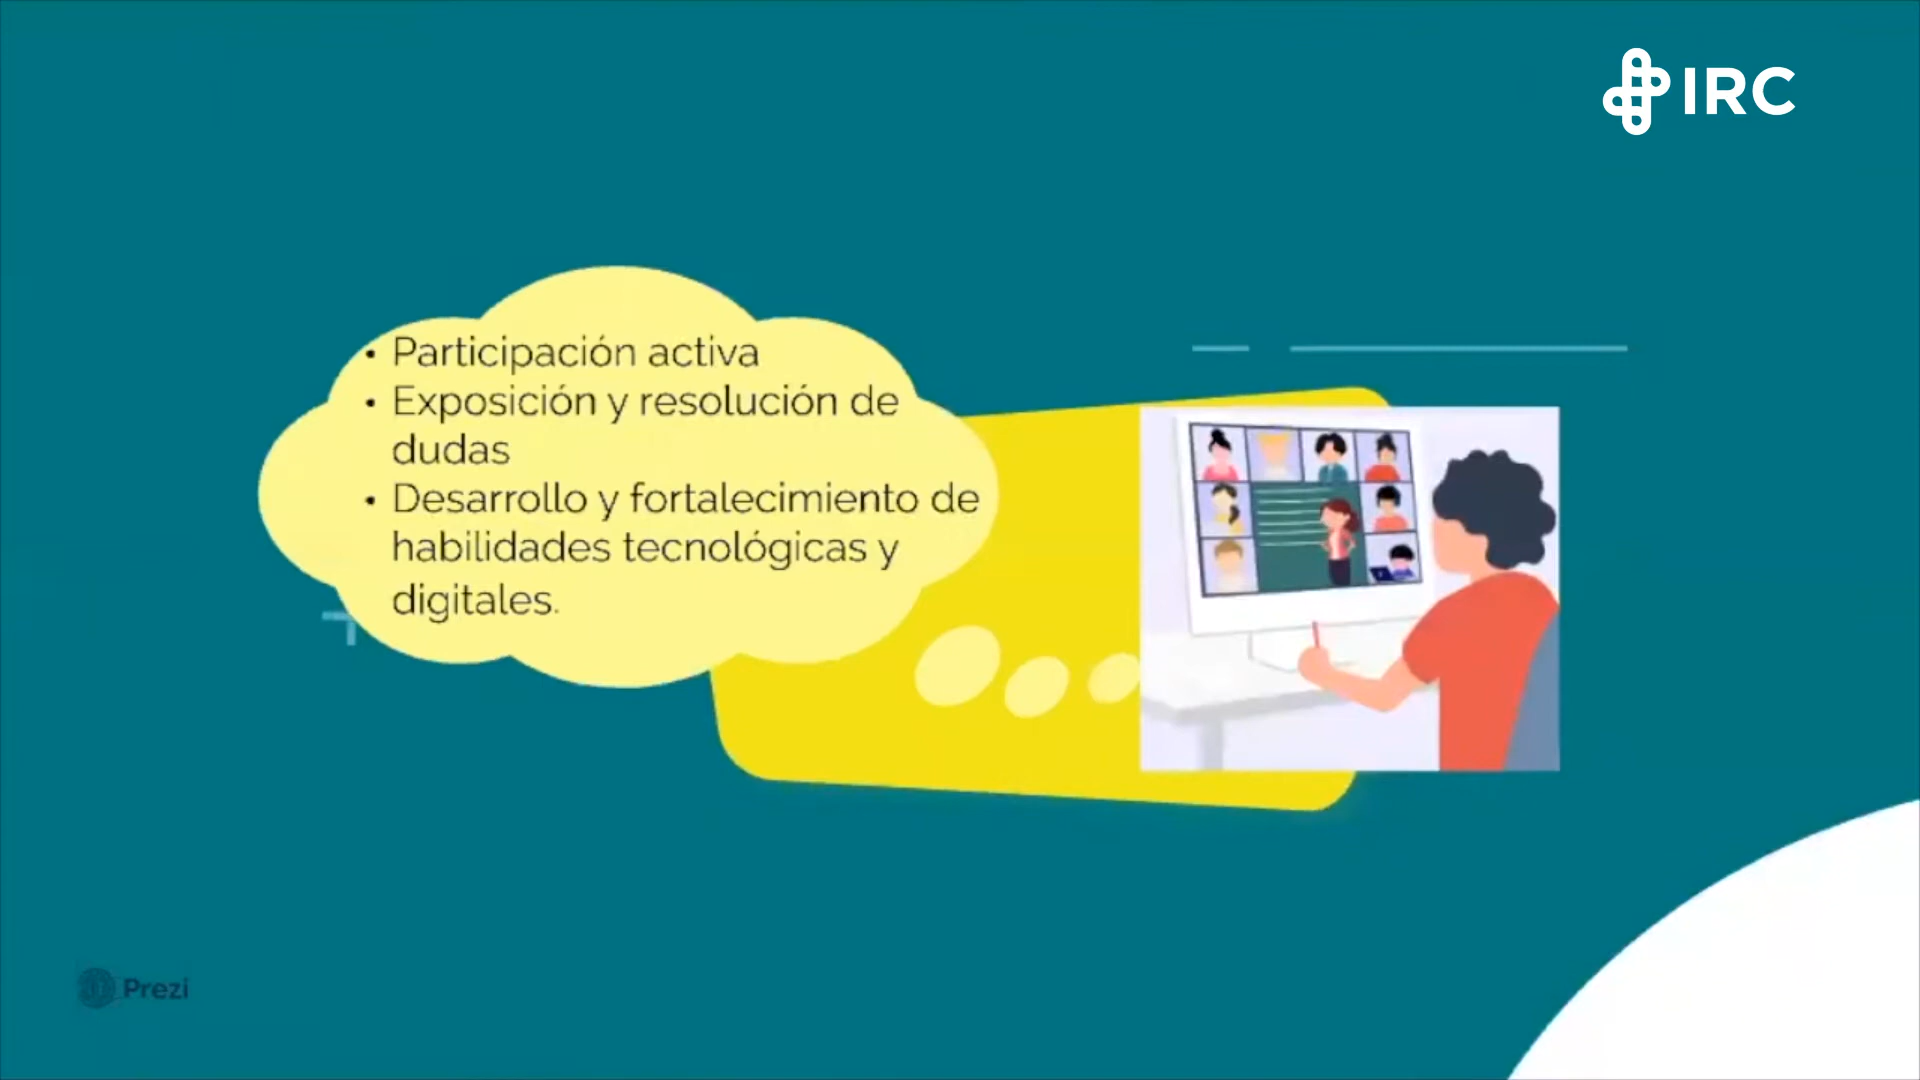 IRC
• Participación activa
• Exposición y resolución de
dudas
• Desarrollo y fortalecimiento de
habilidades tecnológicas y
digitales.
Prezi